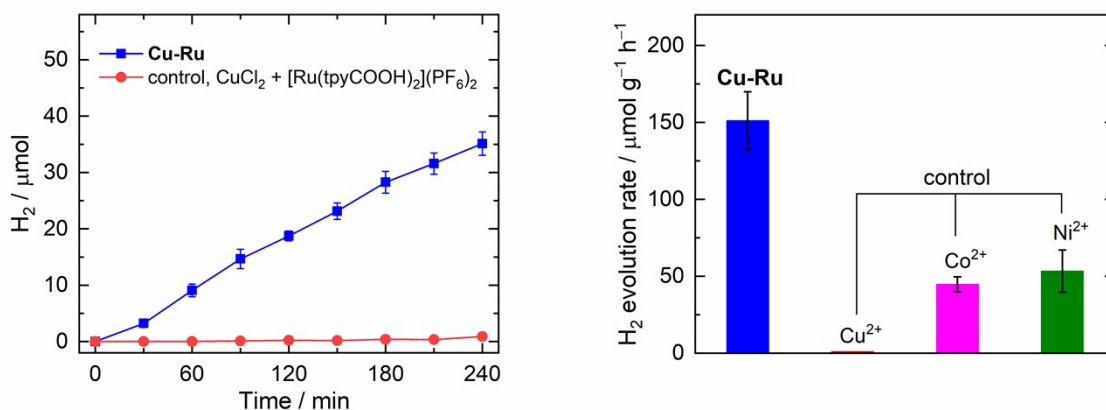 50
40
30
20
10
0
H₂ / μmol
Cu-Ru
control, CuCl₂ + [Ru(tpyCOOH)₂](PF₆)₂
0 60 120 180 240
Time / min
200
150
100
50
0
H₂ evolution rate / μmol g⁻¹ h⁻¹
Cu-Ru
control
Cu²⁺
Co²⁺
Ni²⁺